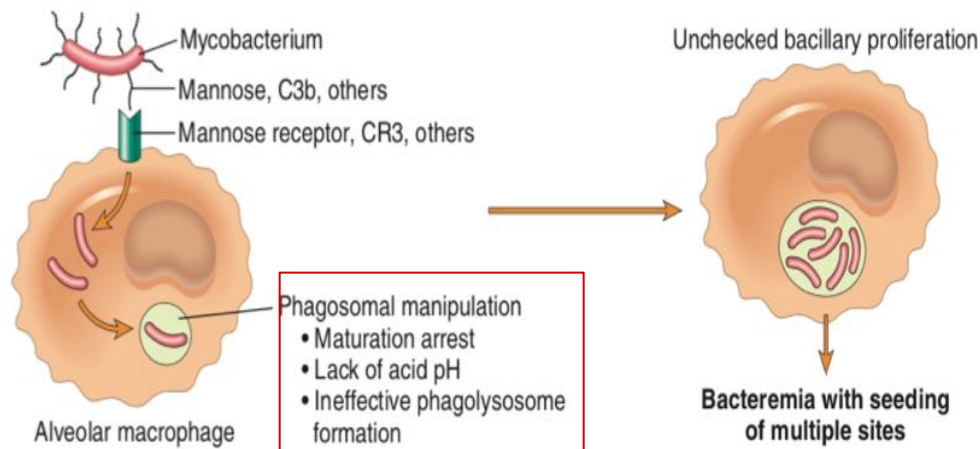 Mycobacterium
Mannose, C3b, others
Mannose receptor, CR3, others
Phagosomal manipulation
• Maturation arrest
• Lack of acid pH
• Ineffective phagolysosome
formation
Alveolar macrophage
Unchecked bacillary proliferation
Bacteremia with seeding
of multiple sites